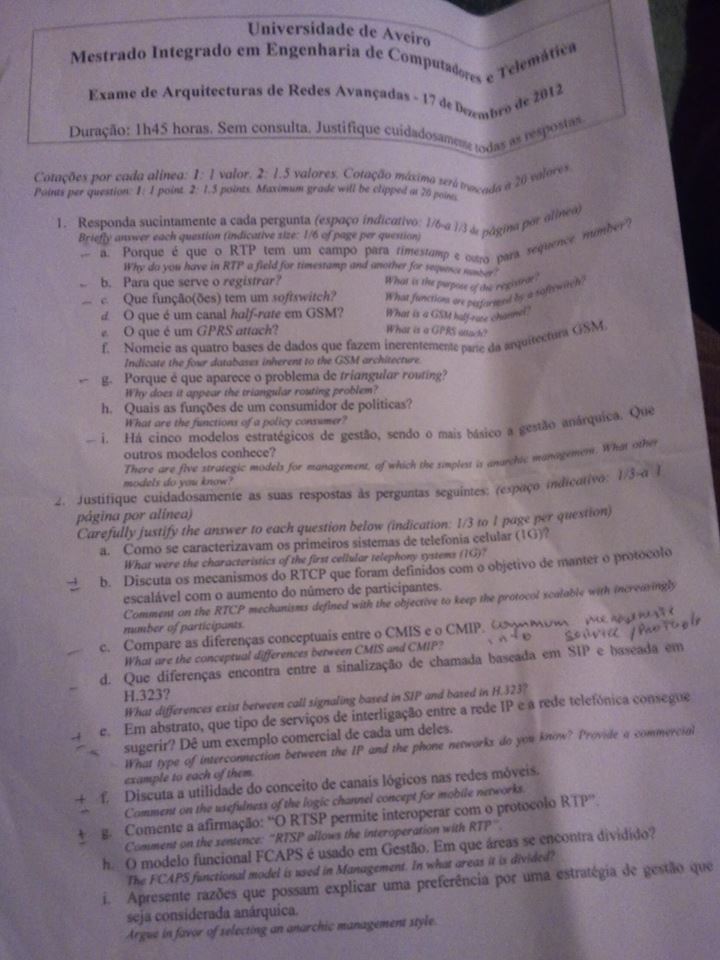 Universidade de Aveiro
Mestrado Integrado em Engenharia de Computadores e Telemática
Exame de Arquitecturas de Redes Avançadas - 17 de Dezembro de 2012
Duração: 1h45 horas. Sem consulta. Justifique cuidadosamente todas as respostas.
Cotações por cada alínea: 1: 1 valor. 2: 1.5 valores. Cotação máxima será truncada a 20 valores.
Points per question: 1: 1 point. 2: 1.5 points. Maximum grade will be clipped at 20 points.
1. Responda sucintamente a cada pergunta (espaço indicativo: 1/6-a 1/3 de página por alínea)
Briefly answer each question (indicative size: 1/6 of page per question)
a. Porque é que o RTP tem um campo para timestamp e outro para sequence number?
Why do you have in RTP a field for timestamp and another for sequence number?
b. Para que serve o registrar? What is the purpose of the registrar?
c. Que função(ões) tem um softswitch? What functions are performed by a softswitch?
d. O que é um canal half-rate em GSM? What is a GSM half-rate channel?
e. O que é um GPRS attach? What is a GPRS attach?
f. Nomeie as quatro bases de dados que fazem inerentemente parte da arquitectura GSM.
Indicate the four databases inherent to the GSM architecture.
g. Porque é que aparece o problema de triangular routing?
Why does it appear the triangular routing problem?
h. Quais as funções de um consumidor de políticas?
What are the functions of a policy consumer?
i. Há cinco modelos estratégicos de gestão, sendo o mais básico a gestão anárquica. Que
outros modelos conhece?
There are five strategic models for management, of which the simplest is anarchic management. What other
models do you know?
2. Justifique cuidadosamente as suas respostas às perguntas seguintes: (espaço indicativo: 1/3-a 1
página por alínea)
Carefully justify the answer to each question below (indication: 1/3 to 1 page per question)
a. Como se caracterizavam os primeiros sistemas de telefonia celular (1G)?
What were the characteristics of the first cellular telephony systems (1G)?
b. Discuta os mecanismos do RTCP que foram definidos com o objetivo de manter o protocolo
escalável com o aumento do número de participantes.
Comment on the RTCP mechanisms defined with the objective to keep the protocol scalable with increasingly
number of participants.
c. Compare as diferenças conceptuais entre o CMIS e o CMIP.
What are the conceptual differences between CMIS and CMIP? info service / Protocolo
d. Que diferenças encontra entre a sinalização de chamada baseada em SIP e baseada em
H.323?
What differences exist between call signaling based in SIP and based in H.323?
e. Em abstrato, que tipo de serviços de interligação entre a rede IP e a rede telefónica consegue
sugerir? Dê um exemplo comercial de cada um deles.
What type of interconnection between the IP and the phone networks do you know? Provide a commercial
example to each of them.
f. Discuta a utilidade do conceito de canais lógicos nas redes móveis.
Comment on the usefulness of the logic channel concept for mobile networks.
g. Comente a afirmação: “O RTSP permite interoperar com o protocolo RTP”.
Comment on the sentence: “RTSP allows the interoperation with RTP”.
h. O modelo funcional FCAPS é usado em Gestão. Em que áreas se encontra dividido?
The FCAPS functional model is used in Management. In what areas it is divided?
i. Apresente razões que possam explicar uma preferência por uma estratégia de gestão que
seja considerada anárquica.
Argue in favor of selecting an anarchic management style.